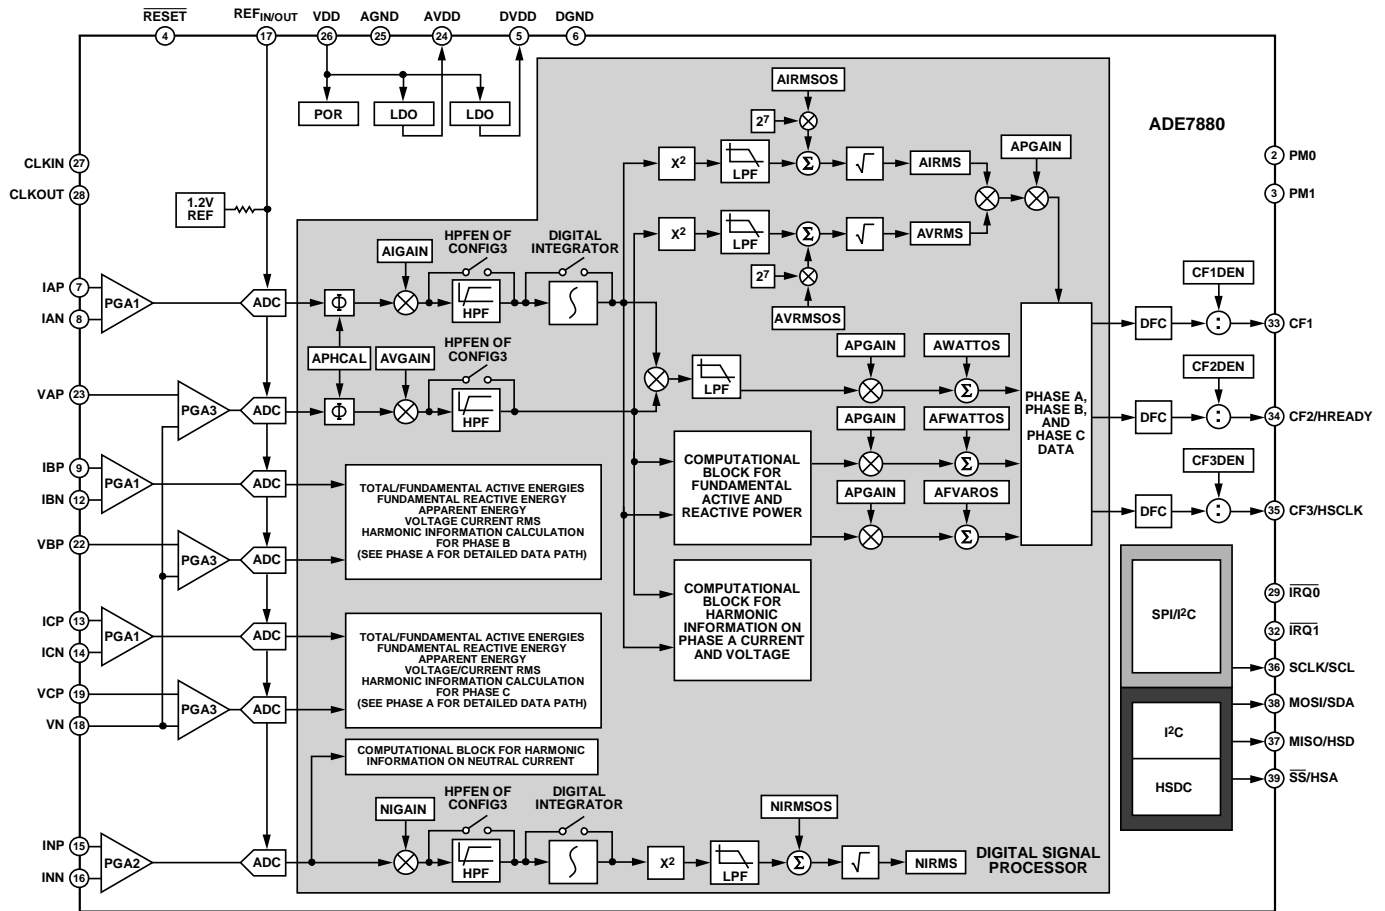 RESET
REFIN/OUT
VDD
AGND
AVDD
DVDD
DGND
4
17
26
25
24
5
6
POR
LDO
LDO
ADE7880
CLKIN 27
CLKOUT 28
1.2V
REF
2 PM0
3 PM1
AIRMSOS
2⁷
X²
LPF
Σ
√
AIRMS
APGAIN
X²
LPF
Σ
√
AVRMS
2⁷
AVRMSOS
IAP 7
IAN 8
PGA1
ADC
Φ
AIGAIN
HPFEN OF
CONFIG3
HPF
DIGITAL
INTEGRATOR
∫
APHCAL
AVGAIN
HPFEN OF
CONFIG3
HPF
VAP 23
PGA3
ADC
Φ
LPF
APGAIN
AWATTOS
Σ
APGAIN
AFWATTOS
Σ
APGAIN
AFVAROS
Σ
COMPUTATIONAL
BLOCK FOR
FUNDAMENTAL
ACTIVE AND
REACTIVE POWER
COMPUTATIONAL
BLOCK FOR
HARMONIC
INFORMATION ON
PHASE A CURRENT
AND VOLTAGE
PHASE A,
PHASE B,
AND
PHASE C
DATA
CF1DEN
DFC
:
33 CF1
CF2DEN
DFC
:
34 CF2/HREADY
CF3DEN
DFC
:
35 CF3/HSCLK
IBP 9
IBN 12
PGA1
ADC
VBP 22
PGA3
ADC
TOTAL/FUNDAMENTAL ACTIVE ENERGIES
FUNDAMENTAL REACTIVE ENERGY
APPARENT ENERGY
VOLTAGE CURRENT RMS
HARMONIC INFORMATION CALCULATION
FOR PHASE B
(SEE PHASE A FOR DETAILED DATA PATH)
ICP 13
ICN 14
PGA1
ADC
VCP 19
VN 18
PGA3
ADC
TOTAL/FUNDAMENTAL ACTIVE ENERGIES
FUNDAMENTAL REACTIVE ENERGY
APPARENT ENERGY
VOLTAGE/CURRENT RMS
HARMONIC INFORMATION CALCULATION
FOR PHASE C
(SEE PHASE A FOR DETAILED DATA PATH)
COMPUTATIONAL BLOCK FOR HARMONIC
INFORMATION ON NEUTRAL CURRENT
INP 15
INN 16
PGA2
ADC
NIGAIN
HPFEN OF
CONFIG3
HPF
DIGITAL
INTEGRATOR
∫
X²
LPF
NIRMSOS
Σ
√
NIRMS
DIGITAL SIGNAL
PROCESSOR
SPI/I²C
I²C
HSDC
29 IRQ0
32 IRQ1
36 SCLK/SCL
38 MOSI/SDA
37 MISO/HSD
39 SS/HSA